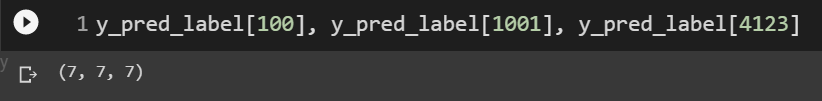 1 y_pred_label[100], y_pred_label[1001], y_pred_label[4123]
y
(7, 7, 7)